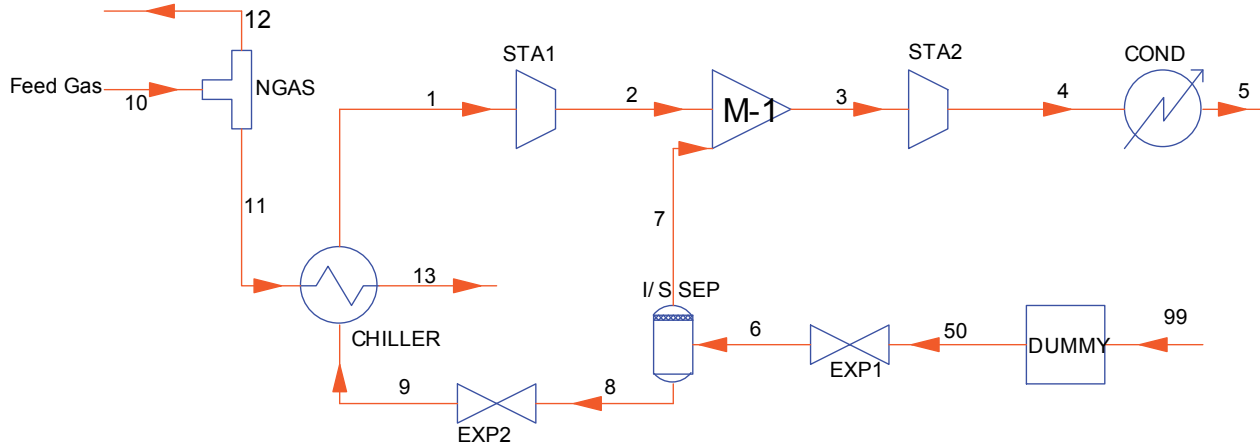 12
STA1
STA2
COND
Feed Gas
NGAS
10
1
2
M-1
3
4
5
11
7
13
I/ S SEP
CHILLER
6
50
99
EXP1
DUMMY
9
8
EXP2